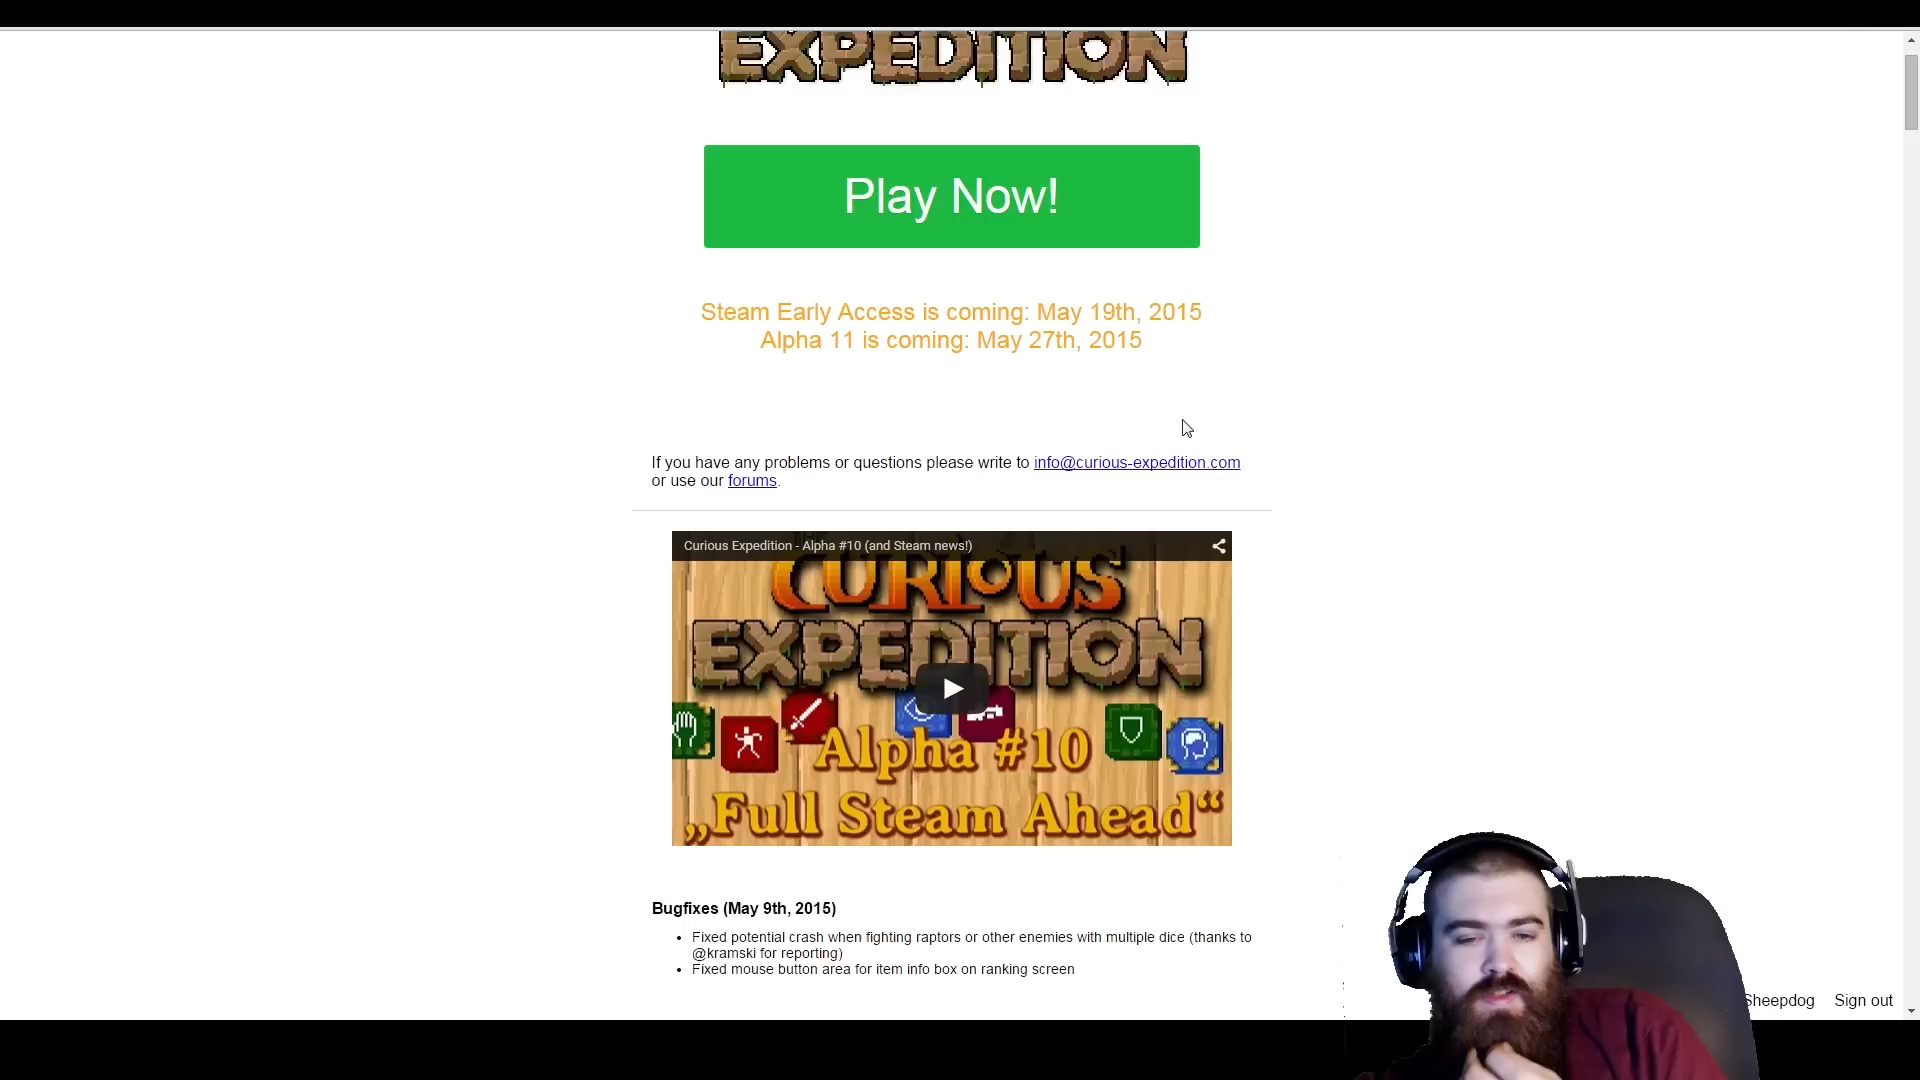 EXPEDITION
Play Now!
Steam Early Access is coming: May 19th, 2015
Alpha 11 is coming: May 27th, 2015
If you have any problems or questions please write to info@curious-expedition.com
or use our forums.
Curious Expedition - Alpha #10 (and Steam news!)
CURIOUS
EXPEDITION
Alpha #10
„Full Steam Ahead“
Bugfixes (May 9th, 2015)
• Fixed potential crash when fighting raptors or other enemies with multiple dice (thanks to
@kramski for reporting)
• Fixed mouse button area for item info box on ranking screen
Sheepdog Sign out